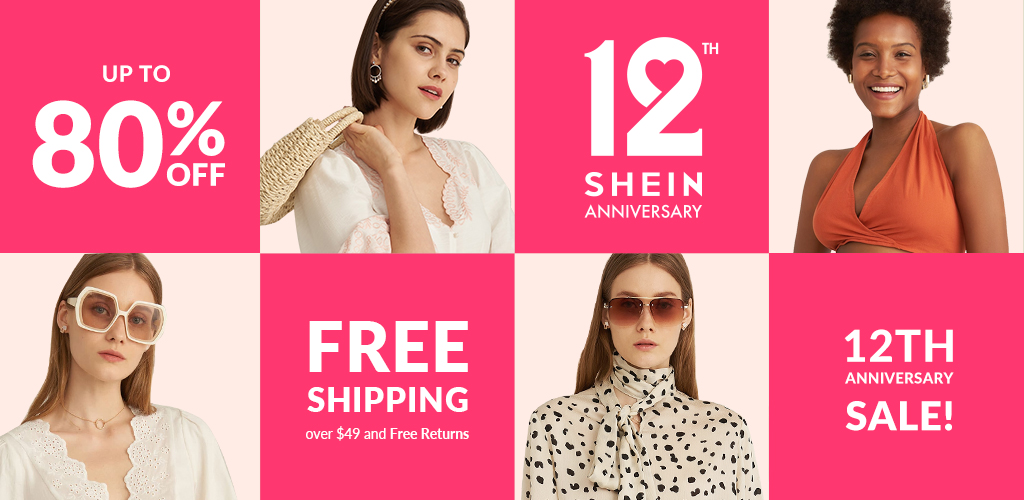 UP TO
80% OFF
12TH
SHEIN
ANNIVERSARY
FREE
SHIPPING
over $49 and Free Returns
12TH
ANNIVERSARY
SALE!